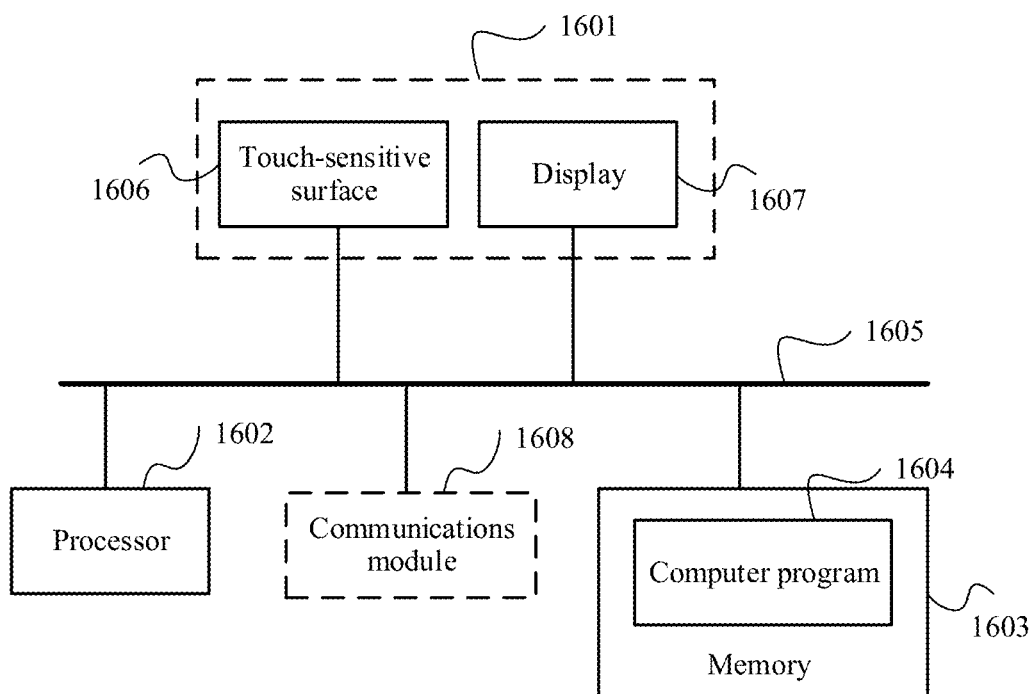 1601
Touch-sensitive
surface
Display
1606
1607
1605
1602
1608
1604
Processor
Communications
module
Computer program
1603
Memory